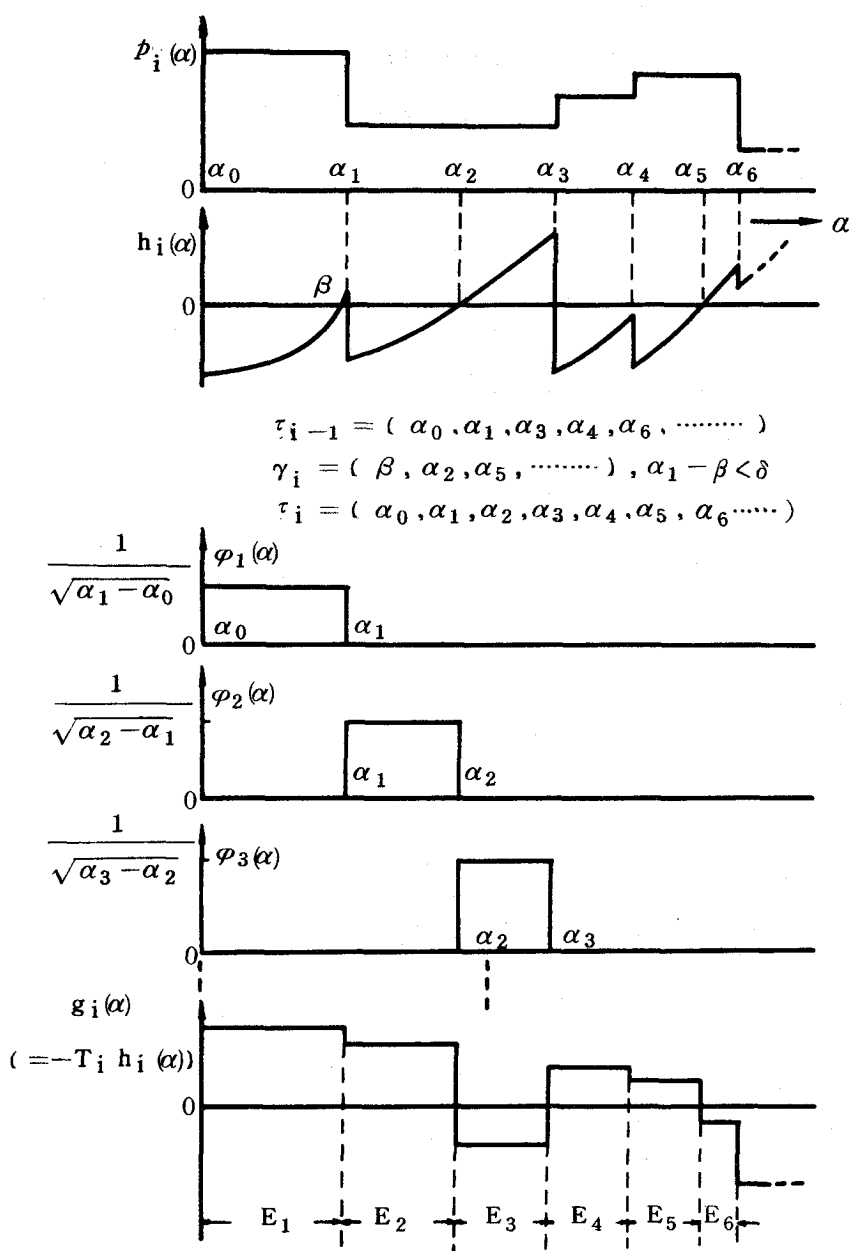 p_i(α)
α_0 α_1 α_2 α_3 α_4 α_5 α_6
0
α
h_i(α)
β
0
τ_{i-1} = ( α_0, α_1, α_3, α_4, α_6, ········· )
γ_i = ( β, α_2, α_5, ········· ), α_1 − β < δ
τ_i = ( α_0, α_1, α_2, α_3, α_4, α_5, α_6 ······ )
1/√(α_1 − α_0) φ_1(α)
α_0 α_1
0
1/√(α_2 − α_1) φ_2(α)
α_1 α_2
0
1/√(α_3 − α_2) φ_3(α)
α_2 α_3
0
g_i(α)
( = −T_i h_i(α))
0
E_1 E_2 E_3 E_4 E_5 E_6